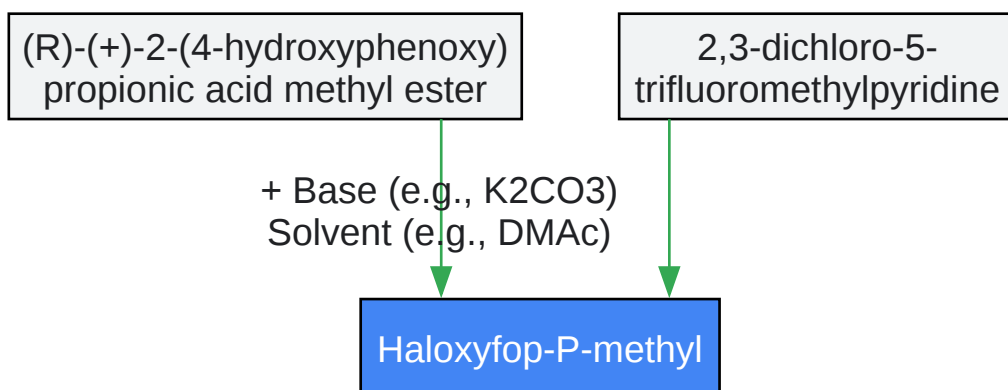 (R)-(+)-2-(4-hydroxyphenoxy)
propionic acid methyl ester
2,3-dichloro-5-
trifluoromethylpyridine
+ Base (e.g., K2CO3)
Solvent (e.g., DMAc)
Haloxyfop-P-methyl